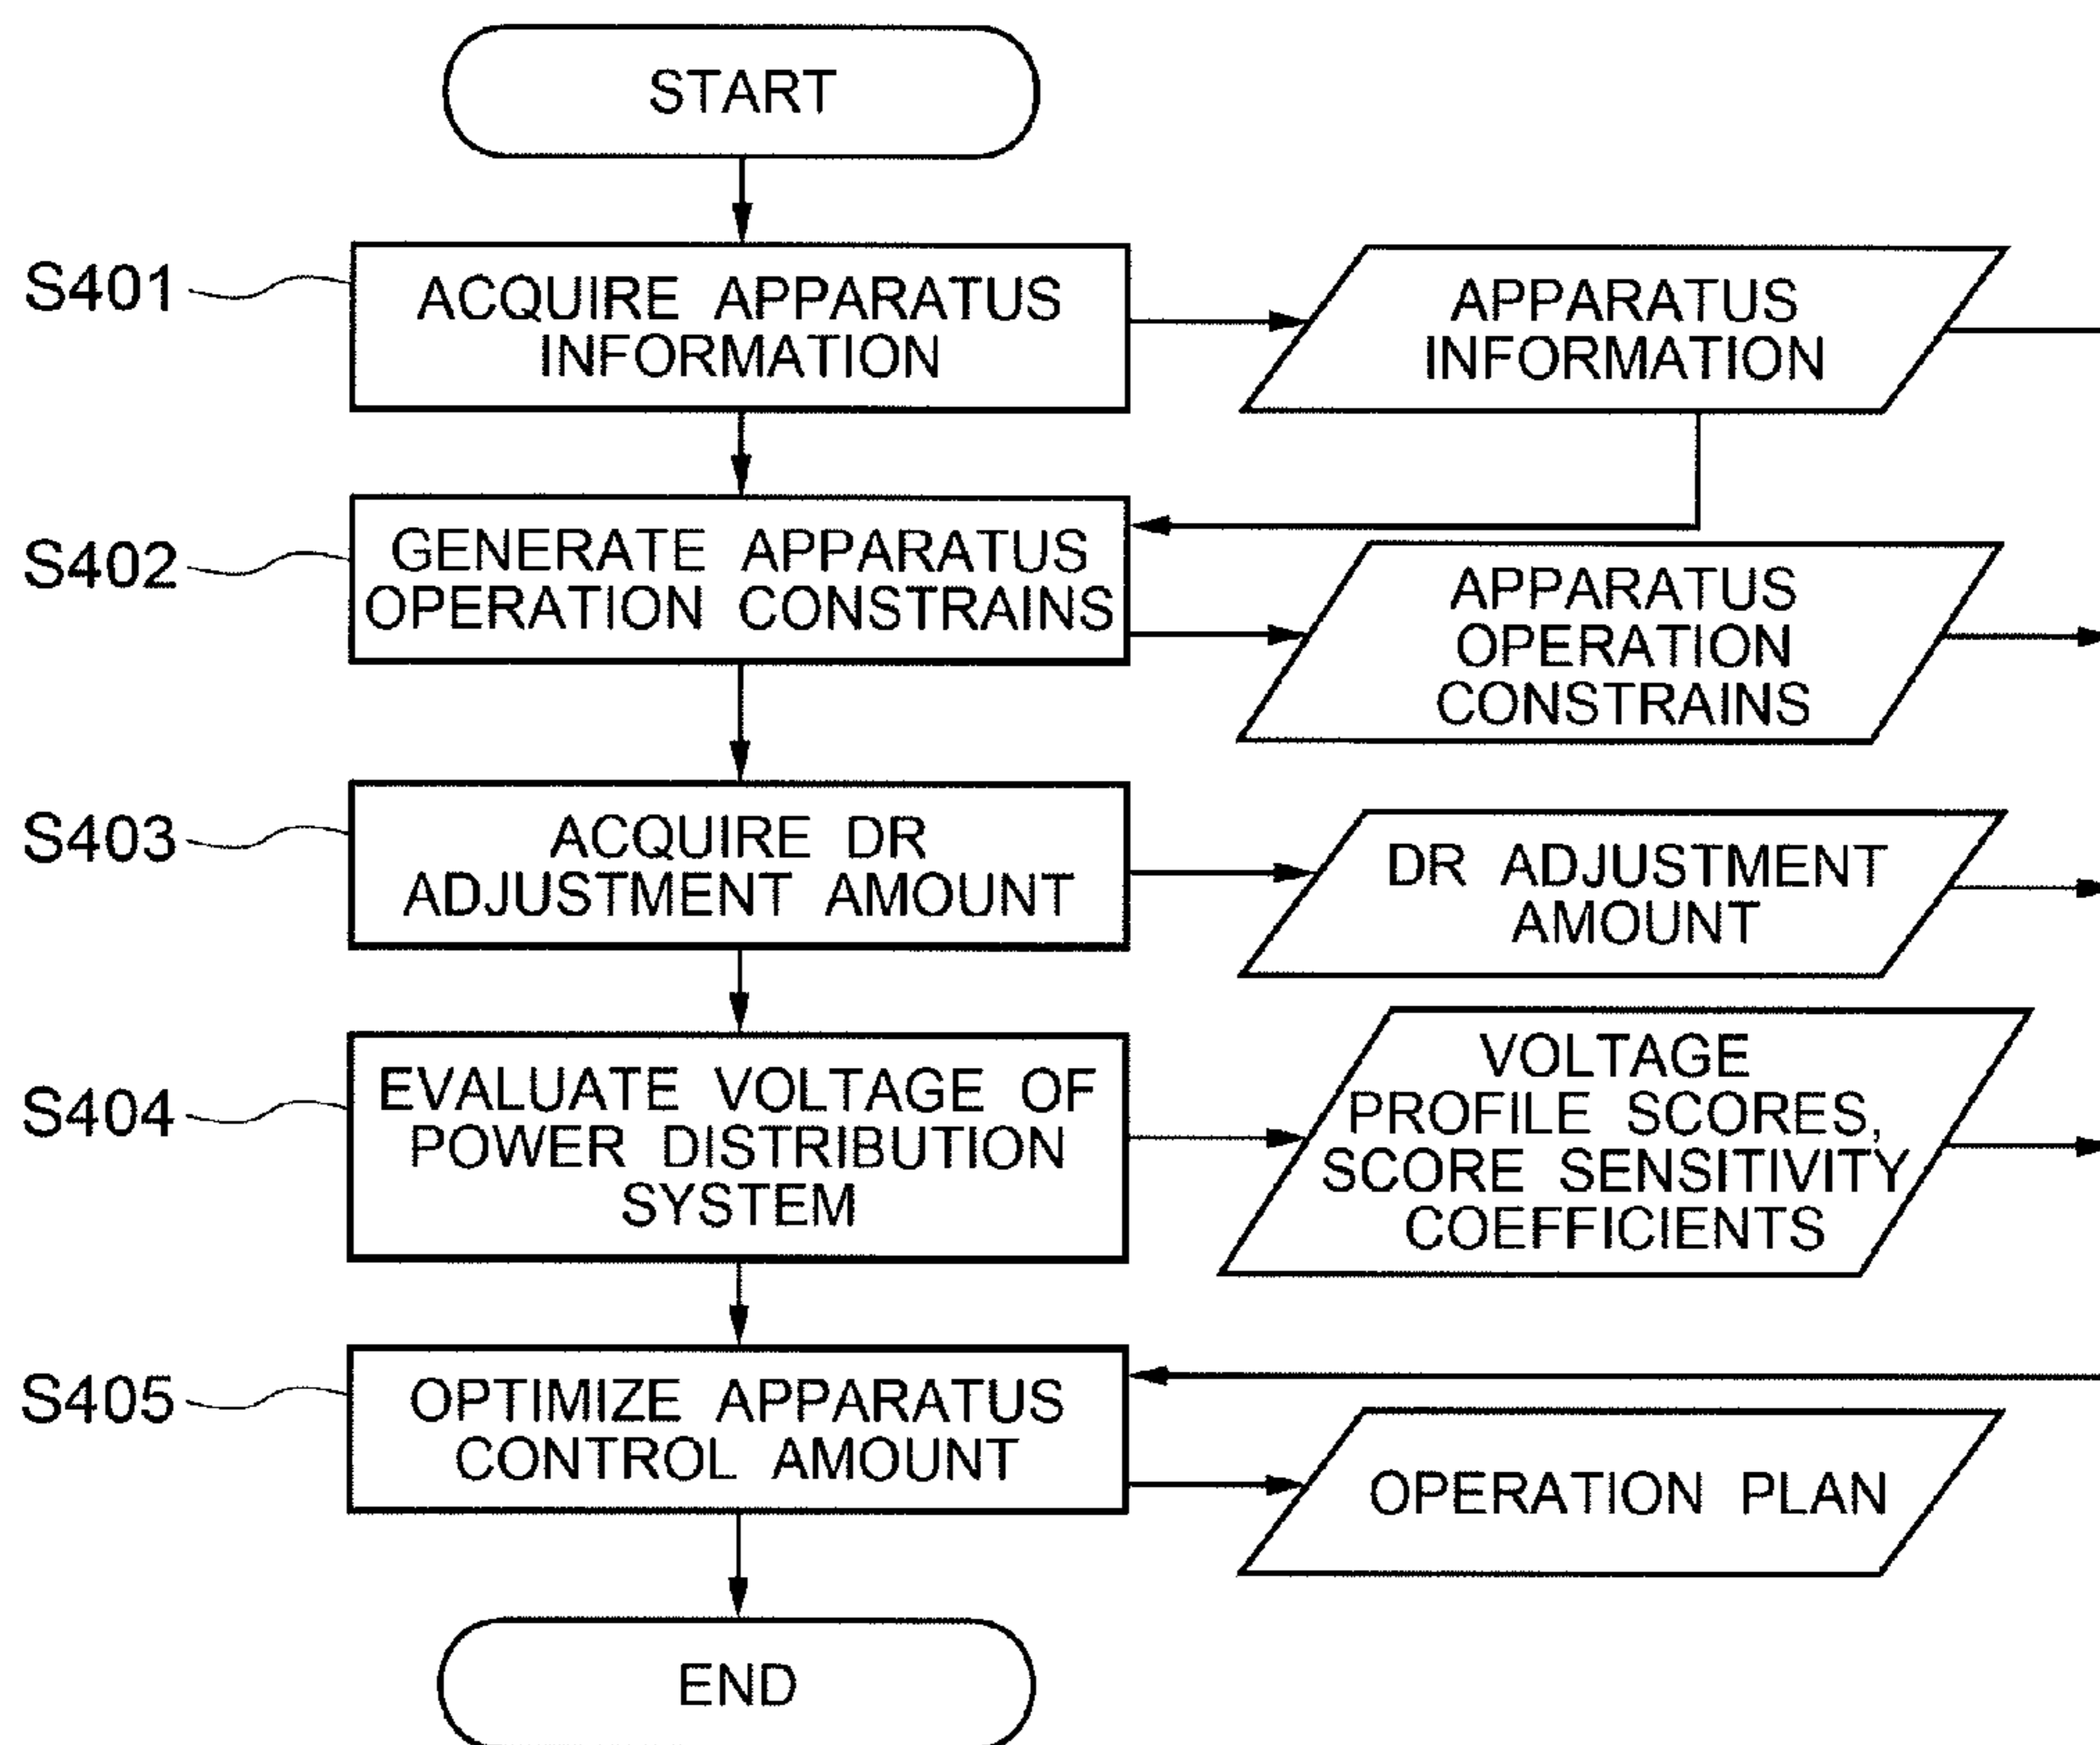 START
S401
ACQUIRE APPARATUS
INFORMATION
APPARATUS
INFORMATION
S402
GENERATE APPARATUS
OPERATION CONSTRAINS
APPARATUS
OPERATION
CONSTRAINS
S403
ACQUIRE DR
ADJUSTMENT AMOUNT
DR ADJUSTMENT
AMOUNT
S404
EVALUATE VOLTAGE OF
POWER DISTRIBUTION
SYSTEM
VOLTAGE
PROFILE SCORES,
SCORE SENSITIVITY
COEFFICIENTS
S405
OPTIMIZE APPARATUS
CONTROL AMOUNT
OPERATION PLAN
END